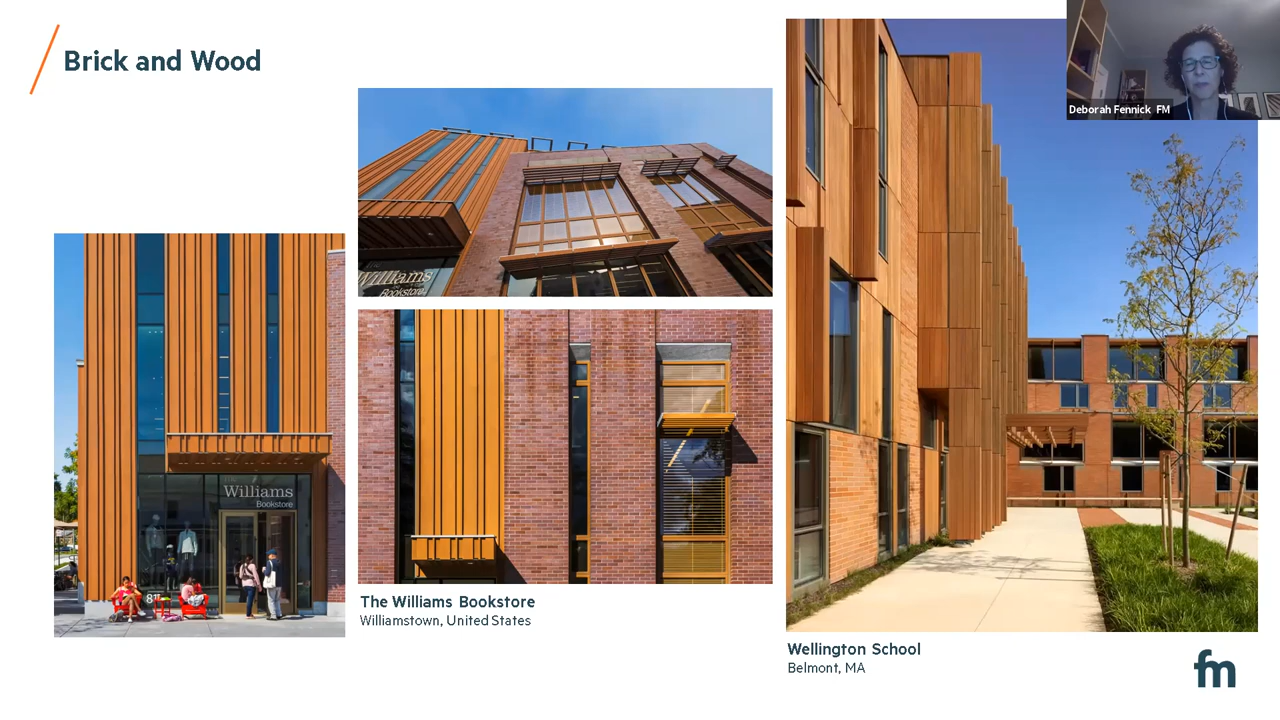 Brick and Wood
Deborah Fennick FM
Williams
Bookstore
Williams
Bookstore
81
The Williams Bookstore
Williamstown, United States
Wellington School
Belmont, MA
fm